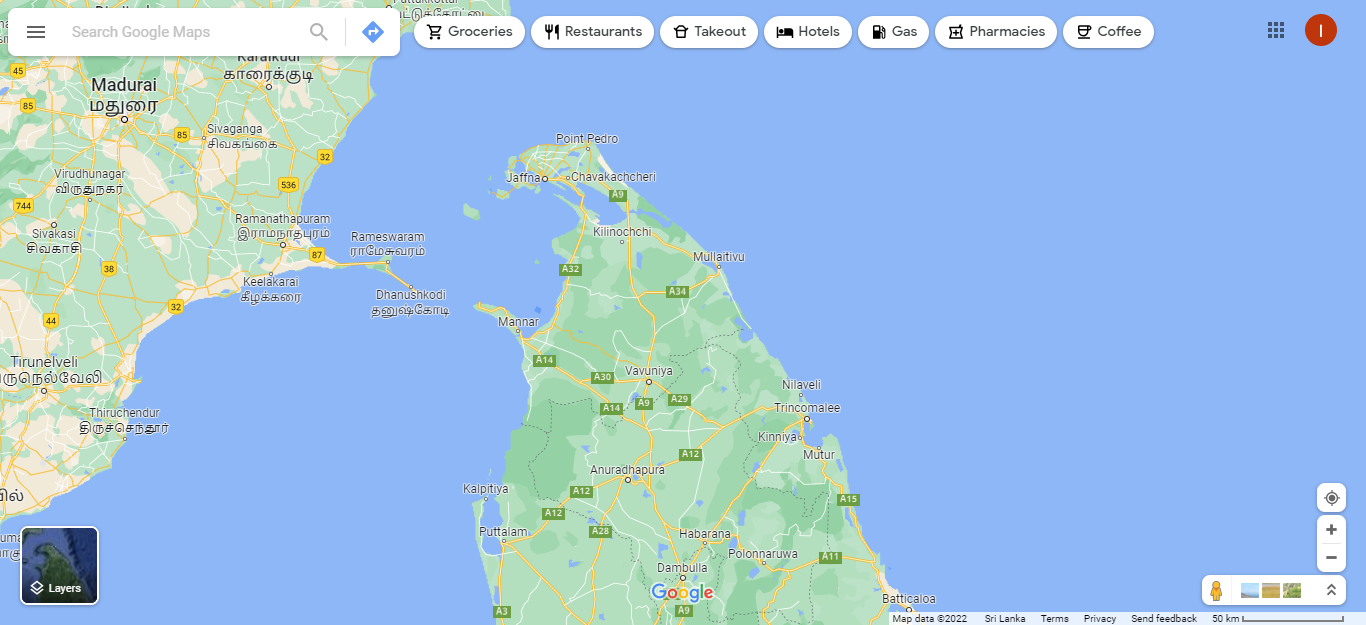 Search Google Maps
Groceries
Restaurants
Takeout
Hotels
Gas
Pharmacies
Coffee
I
Karaikudi
காரைக்குடி
45
Madurai
மதுரை
85
85
Sivaganga
சிவகங்கை
32
Virudhunagar
விருதுநகர்
536
744
Sivakasi
சிவகாசி
Ramanathapuram
இராமநாதபுரம்
87
Rameswaram
ராமேசுவரம்
38
Keelakarai
கீழக்கரை
32
Dhanushkodi
தனுஷ்கோடி
44
Tirunelveli
Thiruchendur
திருச்செந்தூர்
Point Pedro
Jaffna
Chavakachcheri
A9
Kilinochchi
Mullaitivu
A32
A34
Mannar
A14
A30
Vavuniya
A14
A9
A29
Nilaveli
Trincomalee
Kinniya
Mutur
A12
Anuradhapura
Kalpitiya
A12
A12
A15
Puttalam
A28
Habarana
Polonnaruwa
A11
Dambulla
Google
A3
A9
Batticaloa
Layers
Map data ©2022
Sri Lanka
Terms
Privacy
Send feedback
50 km